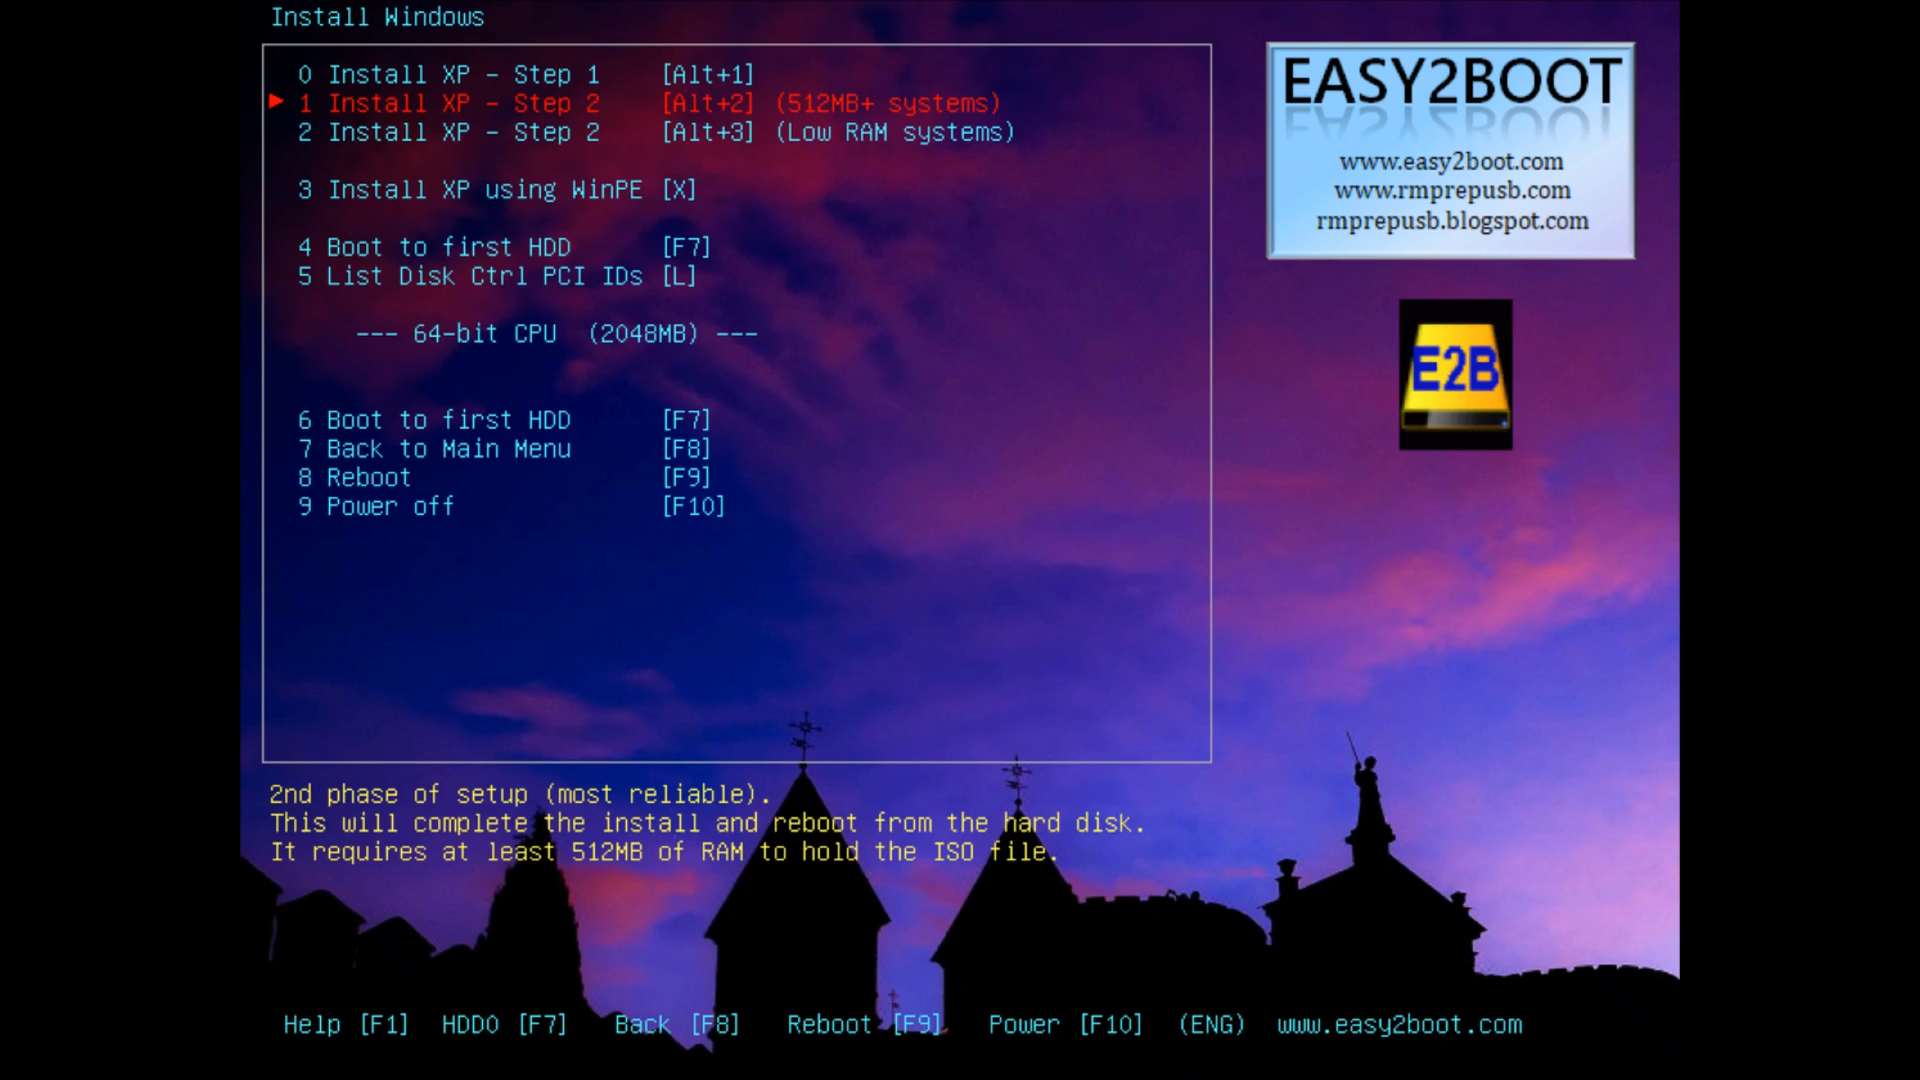 Install Windows
0 Install XP - Step 1 [Alt+1]
1 Install XP - Step 2 [Alt+2] (512MB+ systems)
2 Install XP - Step 2 [Alt+3] (Low RAM systems)
3 Install XP using WinPE [X]
4 Boot to first HDD [F7]
5 List Disk Ctrl PCI IDs [L]
--- 64-bit CPU (2048MB) ---
6 Boot to first HDD [F7]
7 Back to Main Menu [F8]
8 Reboot [F9]
9 Power off [F10]
EASY2BOOT
www.easy2boot.com
www.rmprepusb.com
rmprepusb.blogspot.com
E2B
2nd phase of setup (most reliable).
This will complete the install and reboot from the hard disk.
It requires at least 512MB of RAM to hold the ISO file.
Help [F1] HDD0 [F7] Back [F8] Reboot [F9] Power [F10] (ENG) www.easy2boot.com